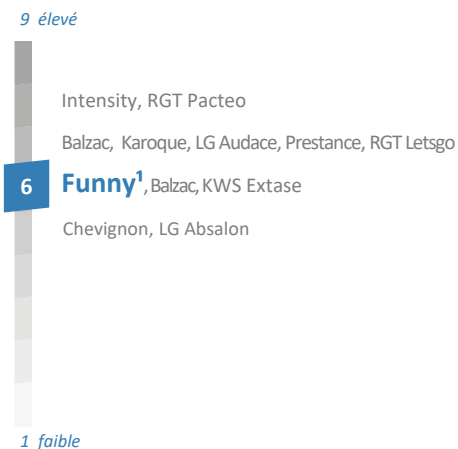 9 élevé
Intensity, RGT Pacteo
Balzac, Karoque, LG Audace, Prestance, RGT Letsgo
6 Funny¹, Balzac, KWS Extase
Chevignon, LG Absalon
1 faible